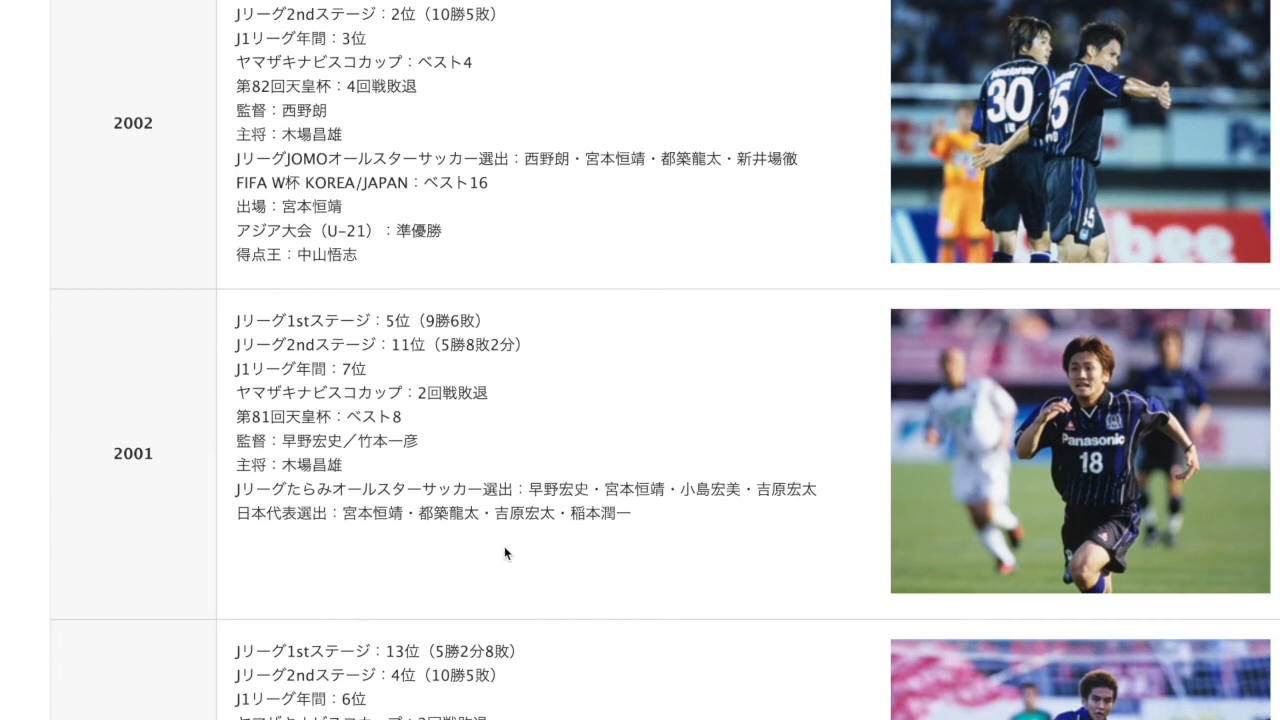 Jリーグ2ndステージ：2位（10勝5敗）
J1リーグ年間：3位
ヤマザキナビスコカップ：ベスト4
第82回天皇杯：4回戦敗退
監督：西野朗
2002
主将：木場昌雄
JリーグJOMOオールスターサッカー選出：西野朗・宮本恒靖・都築龍太・新井場徹
FIFA W杯 KOREA/JAPAN：ベスト16
出場：宮本恒靖
アジア大会（U-21）：準優勝
得点王：中山悟志
National
30
bee
Jリーグ1stステージ：5位（9勝6敗）
Jリーグ2ndステージ：11位（5勝8敗2分）
J1リーグ年間：7位
ヤマザキナビスコカップ：2回戦敗退
第81回天皇杯：ベスト8
監督：早野宏史／竹本一彦
2001
主将：木場昌雄
Jリーグたらみオールスターサッカー選出：早野宏史・宮本恒靖・小島宏美・吉原宏太
日本代表選出：宮本恒靖・都築龍太・吉原宏太・稲本潤一
Panasonic
18
Jリーグ1stステージ：13位（5勝2分8敗）
Jリーグ2ndステージ：4位（10勝5敗）
J1リーグ年間：6位